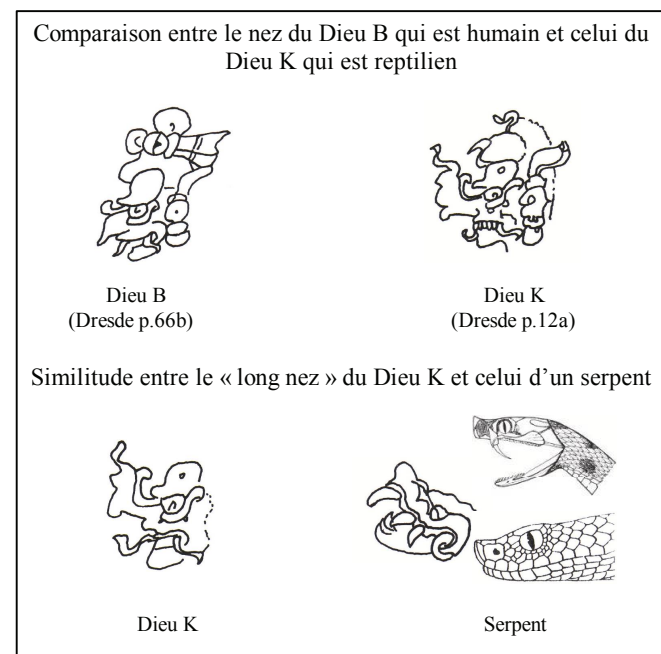 Comparaison entre le nez du Dieu B qui est humain et celui du
Dieu K qui est reptilien
Dieu B
(Dresde p.66b)
Dieu K
(Dresde p.12a)
Similitude entre le « long nez » du Dieu K et celui d’un serpent
Dieu K
Serpent